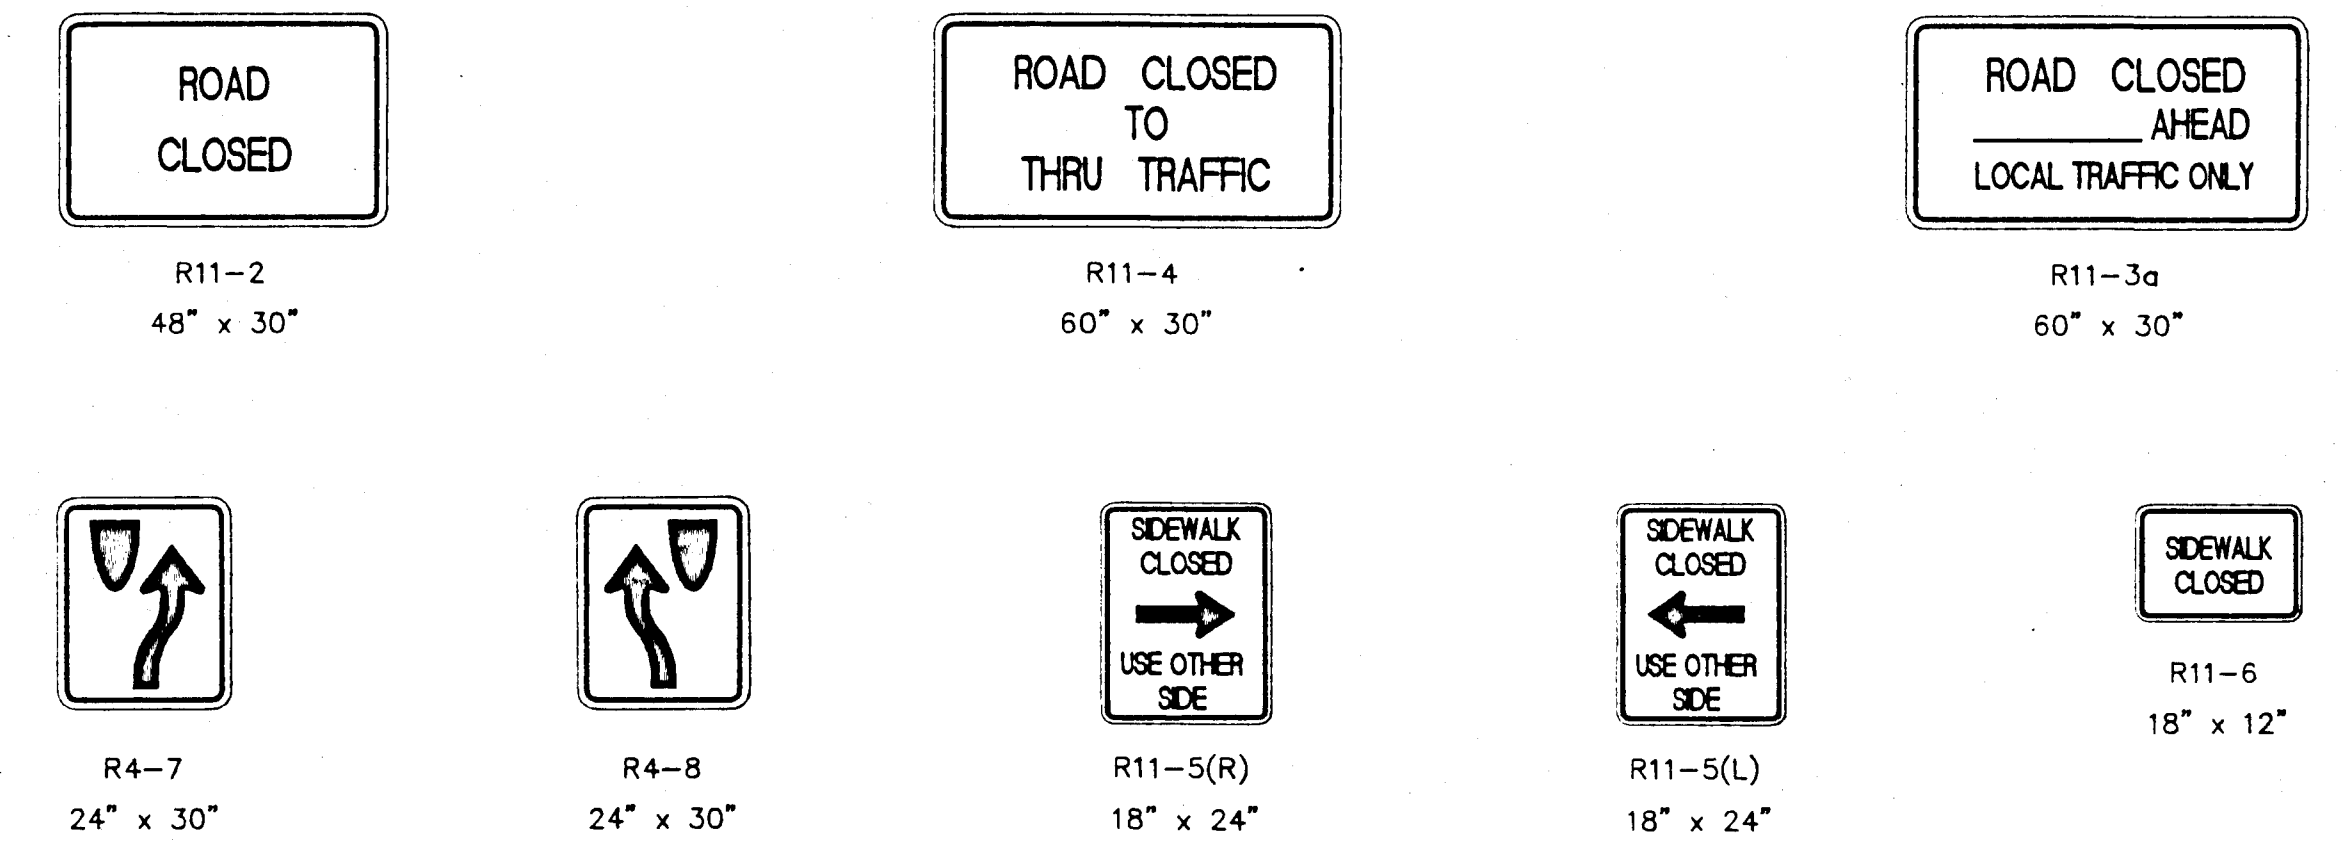 ROAD
CLOSED
R11-2
48" x 30"
ROAD CLOSED
TO
THRU TRAFFIC
R11-4
60" x 30"
ROAD CLOSED
AHEAD
LOCAL TRAFFIC ONLY
R11-3a
60" x 30"
R4-7
24" x 30"
R4-8
24" x 30"
SIDEWALK
CLOSED
USE OTHER
SIDE
R11-5(R)
18" x 24"
SIDEWALK
CLOSED
USE OTHER
SIDE
R11-5(L)
18" x 24"
SIDEWALK
CLOSED
R11-6
18" x 12"